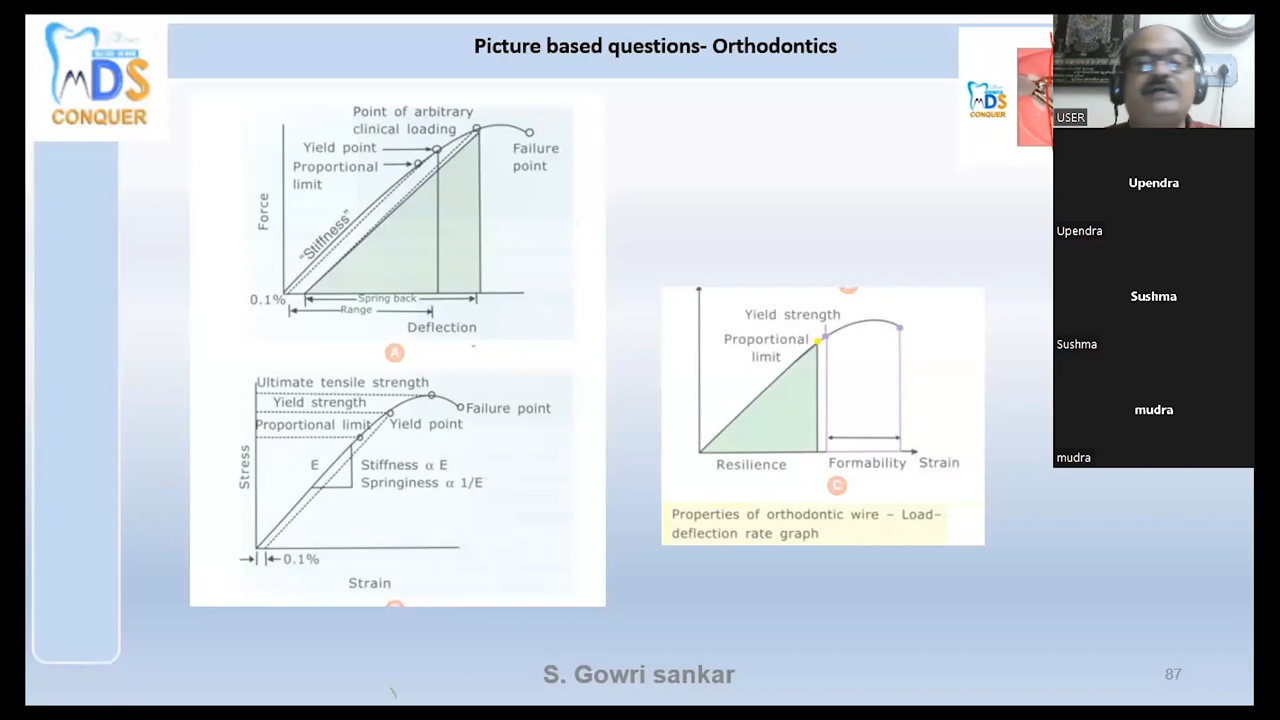 Picture based questions- Orthodontics
MDS
CONQUER
MDS
CONQUER
USER
Upendra
Upendra
Sushma
Sushma
mudra
mudra
Point of arbitrary
clinical loading
Yield point
Proportional
limit
Failure
point
Force
"Stiffness"
0.1%
Spring back
Range
Deflection
A
Ultimate tensile strength
Yield strength
Proportional limit
Failure point
Yield point
Stress
E
Stiffness α E
Springiness α 1/E
0.1%
Strain
Yield strength
Proportional
limit
Resilience
Formability
Strain
C
Properties of orthodontic wire – Load–
deflection rate graph
S. Gowri sankar
87